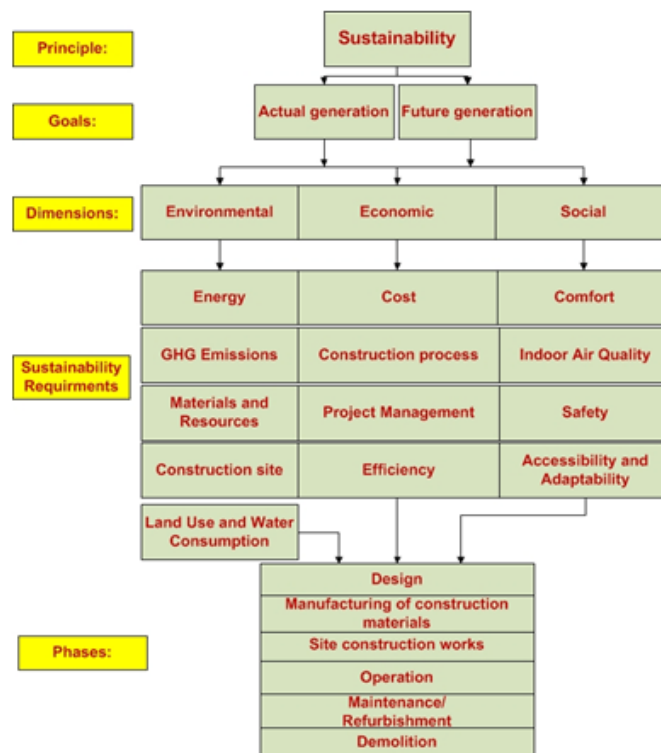 Principle:
Sustainability
Goals:
Actual generation
Future generation
Dimensions:
Environmental
Economic
Social
Sustainability
Requirments
Energy
Cost
Comfort
GHG Emissions
Construction process
Indoor Air Quality
Materials and
Resources
Project Management
Safety
Construction site
Efficiency
Accessibility and
Adaptability
Land Use and Water
Consumption
Phases:
Design
Manufacturing of construction
materials
Site construction works
Operation
Maintenance/
Refurbishment
Demolition